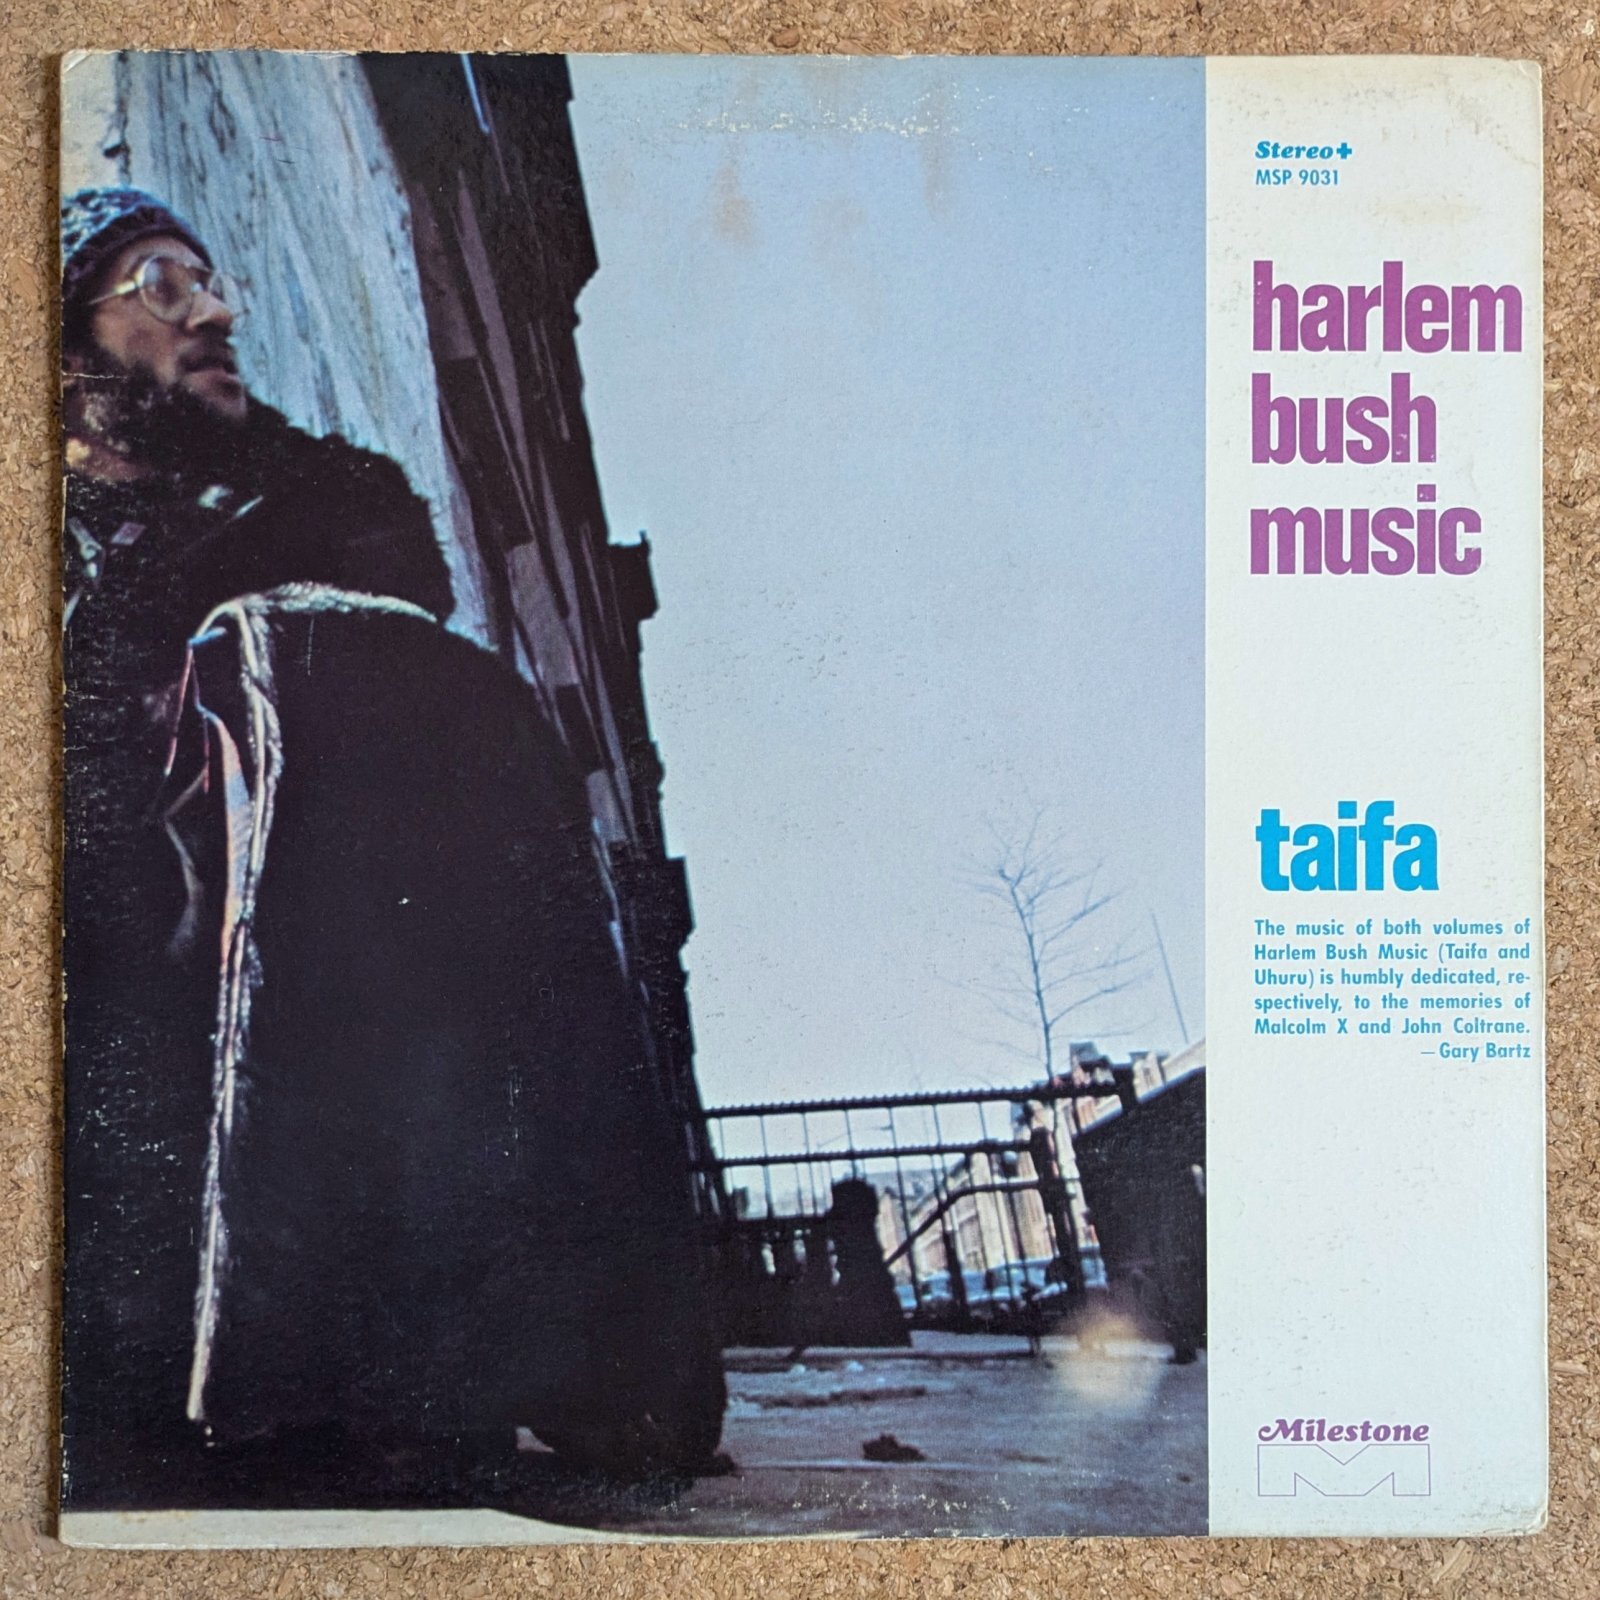 Stereo+
MSP 9031
harlem
bush
music
taifa
The music of both volumes of
Harlem Bush Music (Taifa and
Uhuru) is humbly dedicated, re-
spectively, to the memories of
Malcolm X and John Coltrane.
—Gary Bartz
Milestone
M